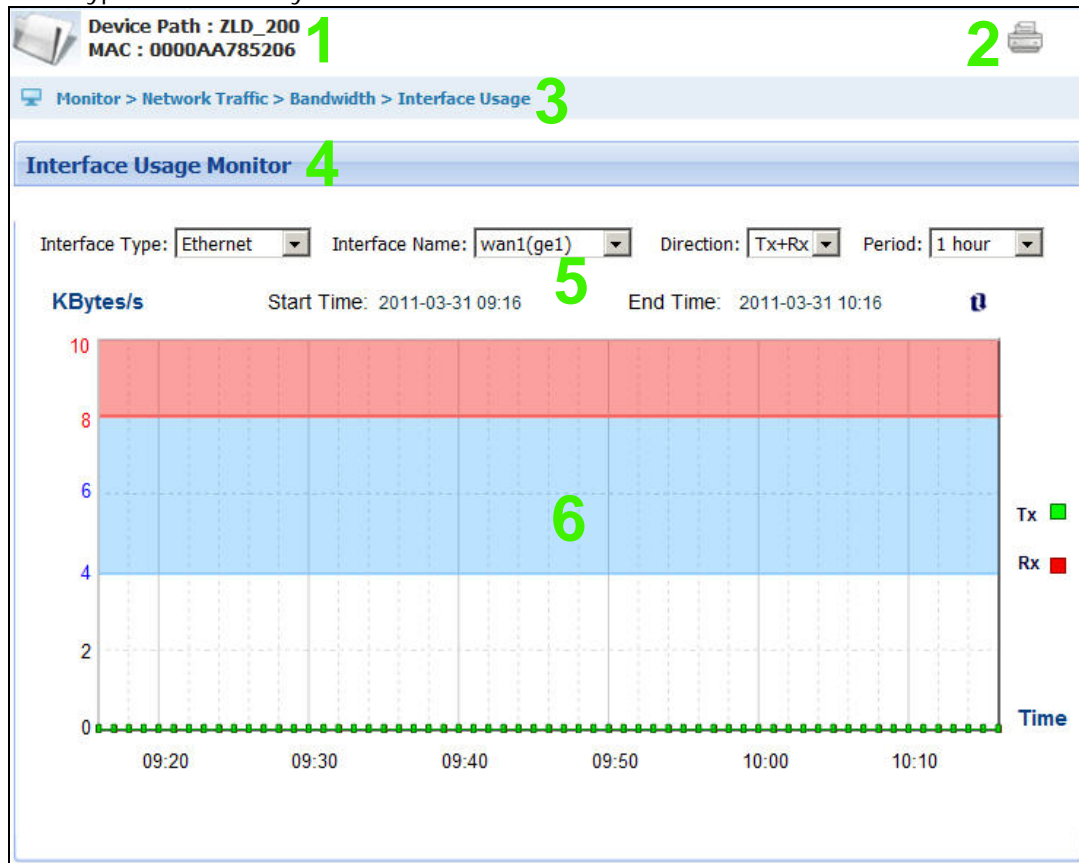 Device Path : ZLD_200
MAC : 0000AA785206
1
2
Monitor > Network Traffic > Bandwidth > Interface Usage
3
Interface Usage Monitor
4
Interface Type: Ethernet Interface Name: wan1(ge1) Direction: Tx+Rx Period: 1 hour
5
KBytes/s Start Time: 2011-03-31 09:16 End Time: 2011-03-31 10:16
10
8
6
4
2
0
6
Tx
Rx
Time
09:20 09:30 09:40 09:50 10:00 10:10